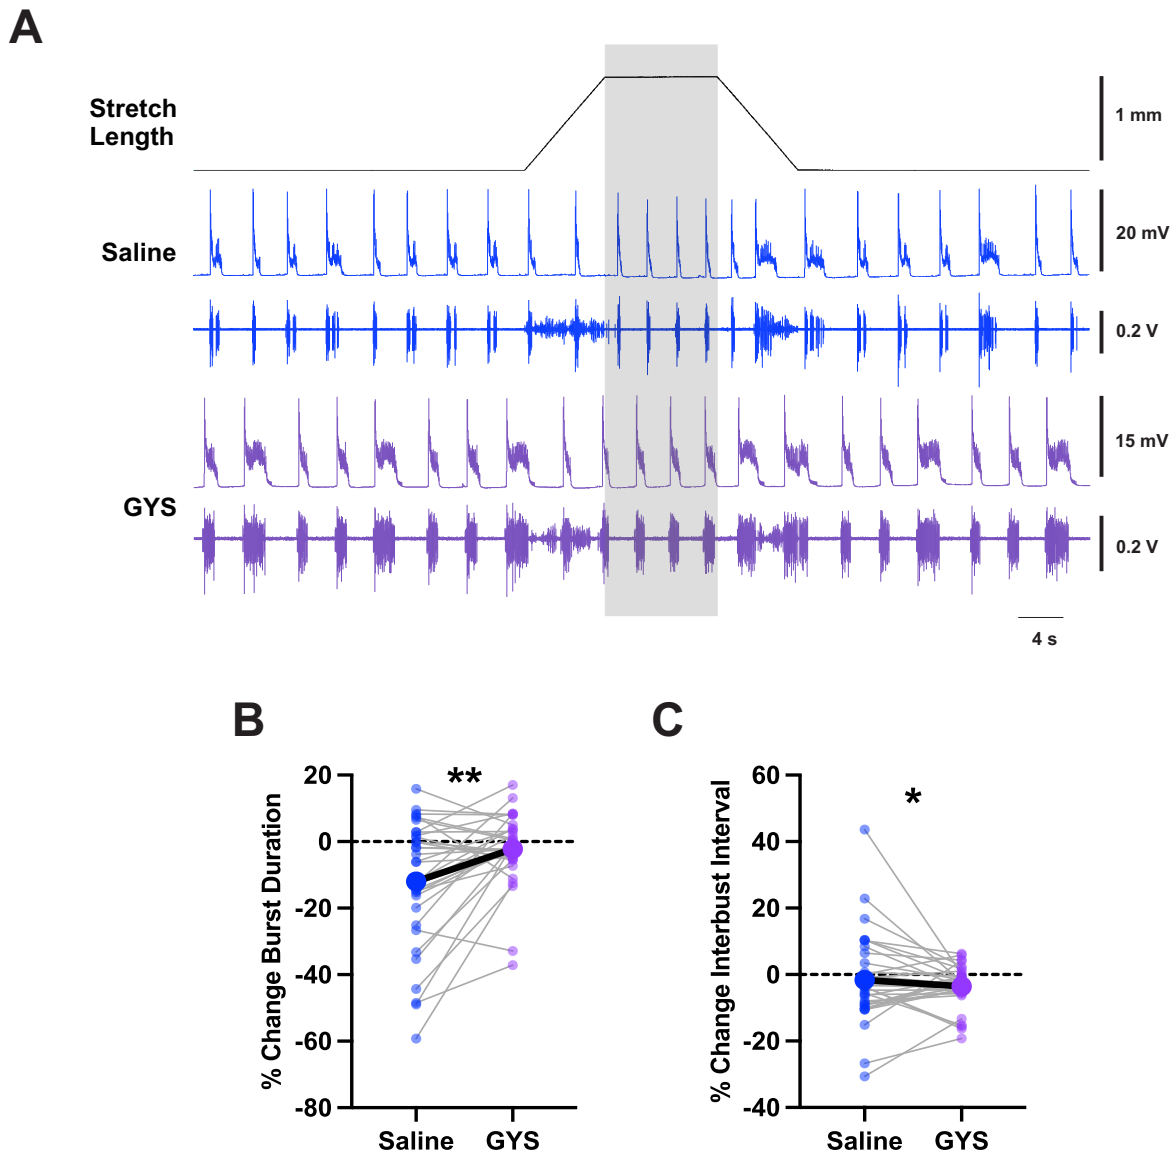 A
Stretch
Length
1 mm
Saline
20 mV
0.2 V
GYS
15 mV
0.2 V
4 s
B
% Change Burst Duration
20
0
-20
-40
-60
-80
**
Saline GYS
C
% Change Interbust Interval
60
40
20
0
-20
-40
*
Saline GYS